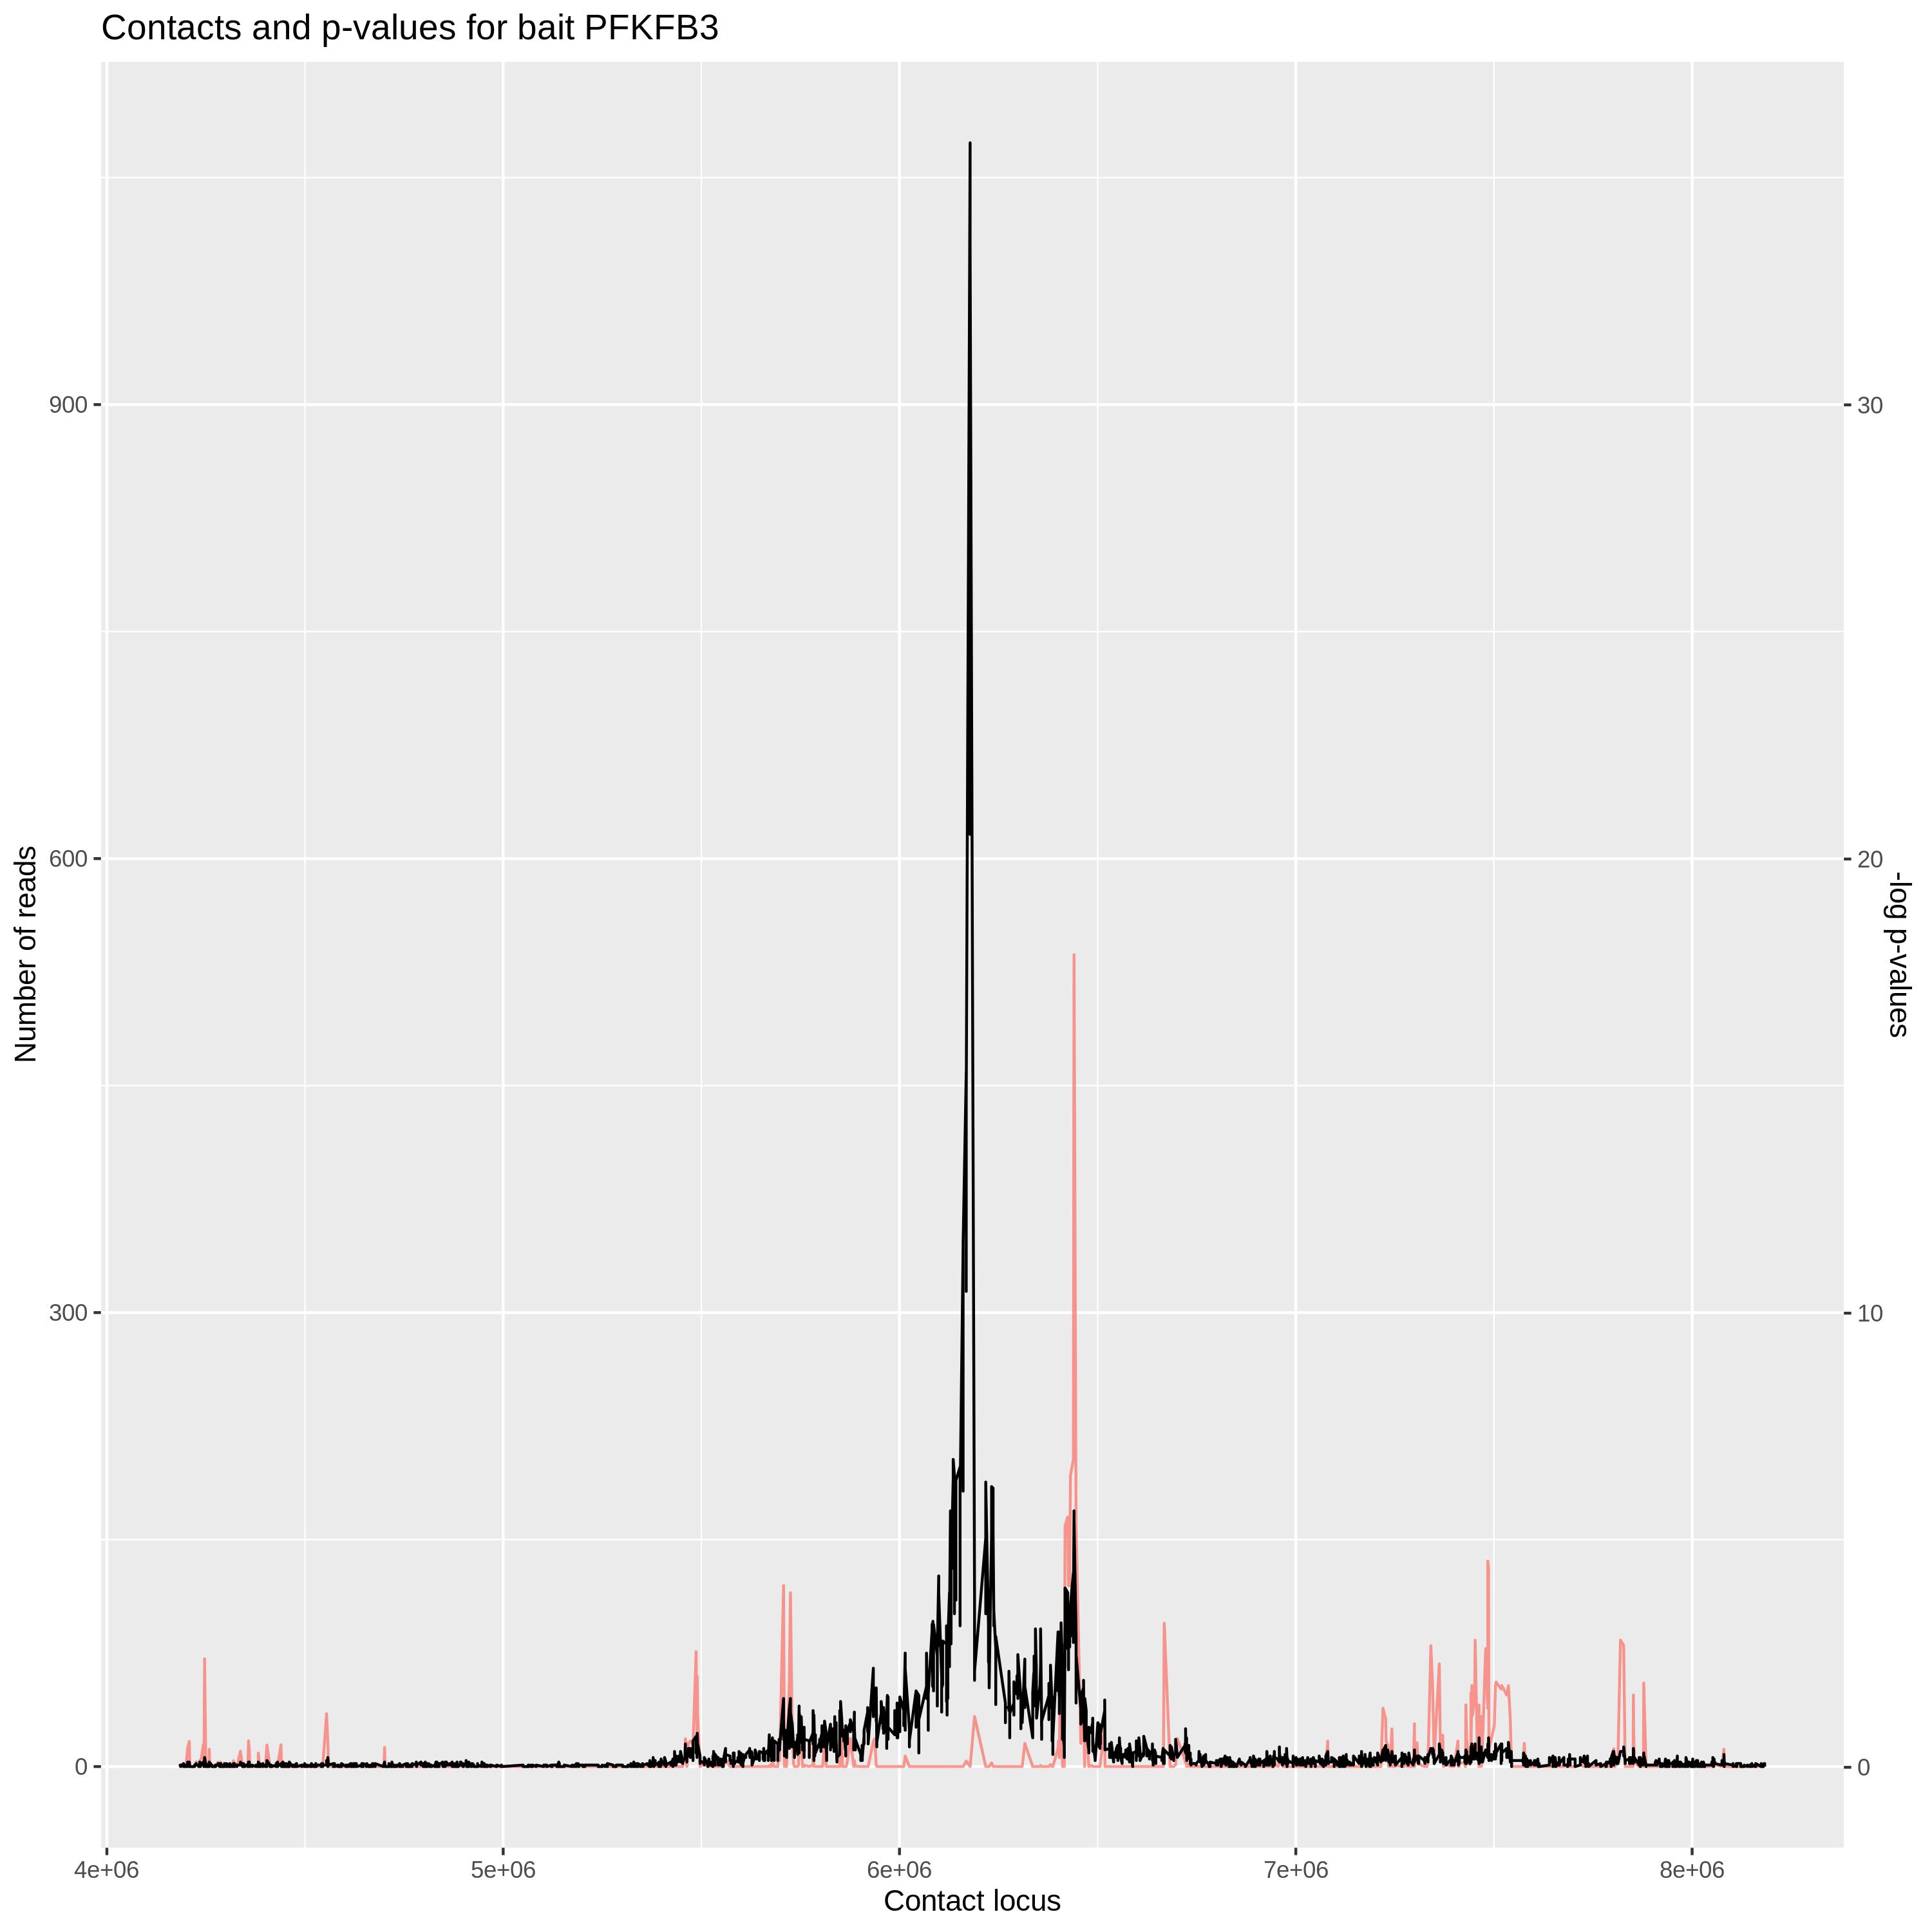 Contacts and p-values for bait PFKFB3
Number of reads
900
600
300
0
30
20
10
0
-log p-values
4e+06 5e+06 6e+06 7e+06 8e+06
Contact locus